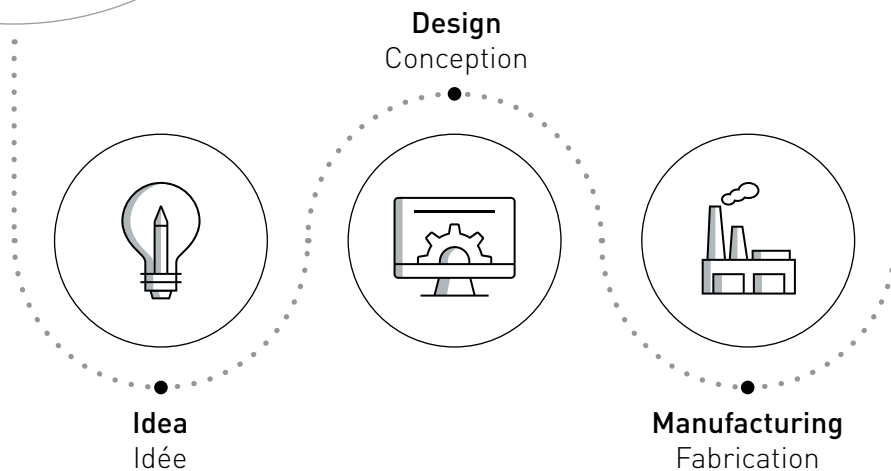 Design
Conception
Idea
Idée
Manufacturing
Fabrication